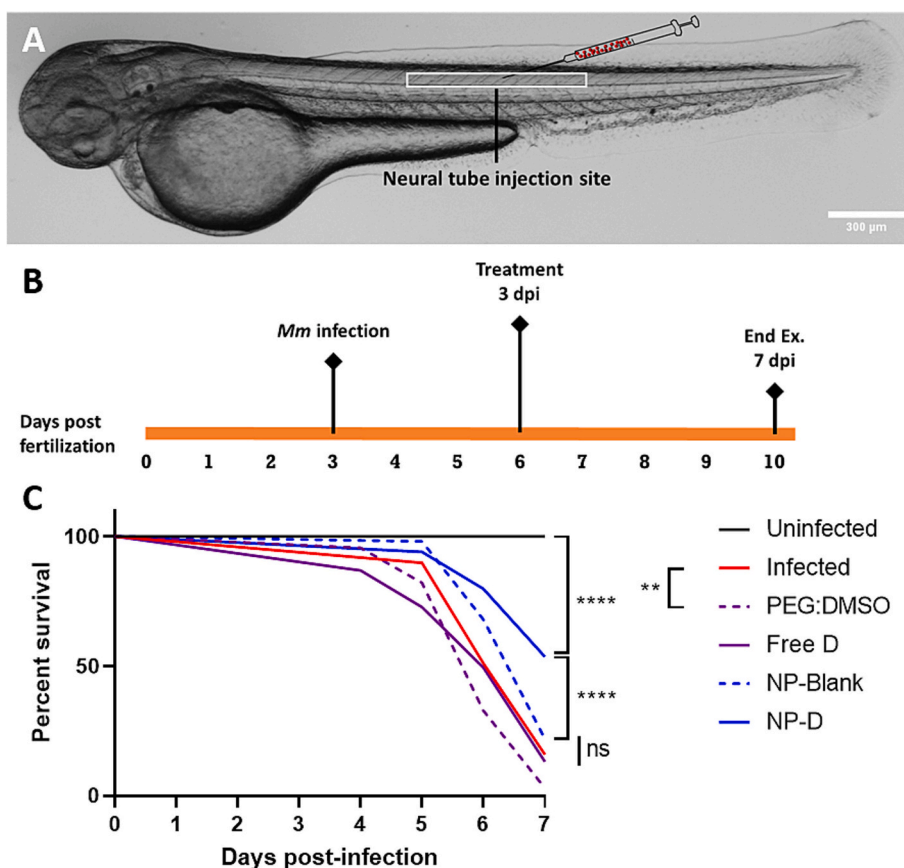 A
Neural tube injection site
300 µm
B
Treatment
3 dpi
Mm infection
End Ex.
7 dpi
Days post
fertilization
0 1 2 3 4 5 6 7 8 9 10
C
Percent survival
100
50
0
0 1 2 3 4 5 6 7
Days post-infection
****
****
ns
**
Uninfected
Infected
PEG:DMSO
Free D
NP-Blank
NP-D